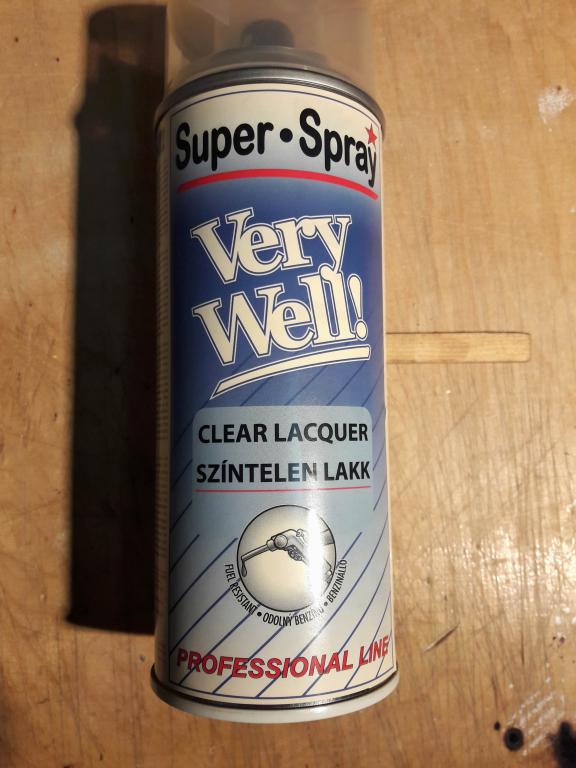 Super•Spray
Very
Well!
CLEAR LACQUER
SZÍNTELEN LAKK
FUEL RESISTANT • ODOLNÝ BENZÍNU • BENZINÁLLÓ
PROFESSIONAL LINE